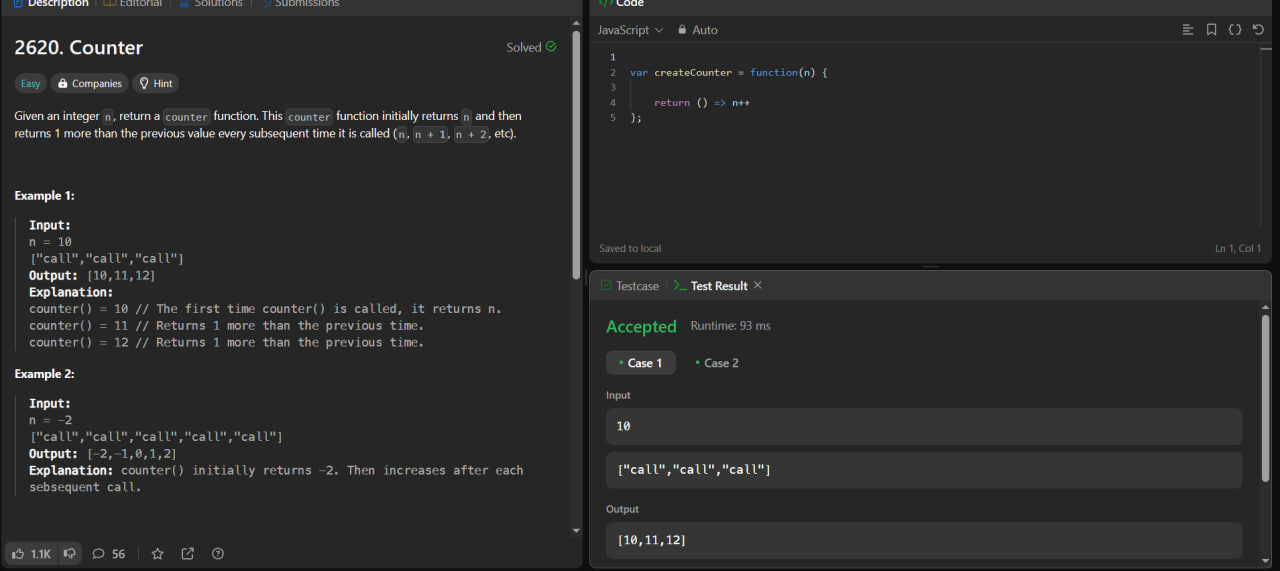 Description
Editorial
Solutions
Submissions
2620. Counter
Solved
Easy
Companies
Hint
Given an integer n, return a counter function. This counter function initially returns n and then
returns 1 more than the previous value every subsequent time it is called (n, n + 1, n + 2, etc).
Example 1:
Input:
n = 10
["call","call","call"]
Output: [10,11,12]
Explanation:
counter() = 10 // The first time counter() is called, it returns n.
counter() = 11 // Returns 1 more than the previous time.
counter() = 12 // Returns 1 more than the previous time.
Example 2:
Input:
n = -2
["call","call","call","call","call"]
Output: [-2,-1,0,1,2]
Explanation: counter() initially returns -2. Then increases after each
sebsequent call.
1.1K
56
</> Code
JavaScript
Auto
1
2 var createCounter = function(n) {
3
4 return () => n++
5 };
Saved to local
Ln 1, Col 1
Testcase
Test Result
Accepted
Runtime: 93 ms
Case 1
Case 2
Input
10
["call","call","call"]
Output
[10,11,12]